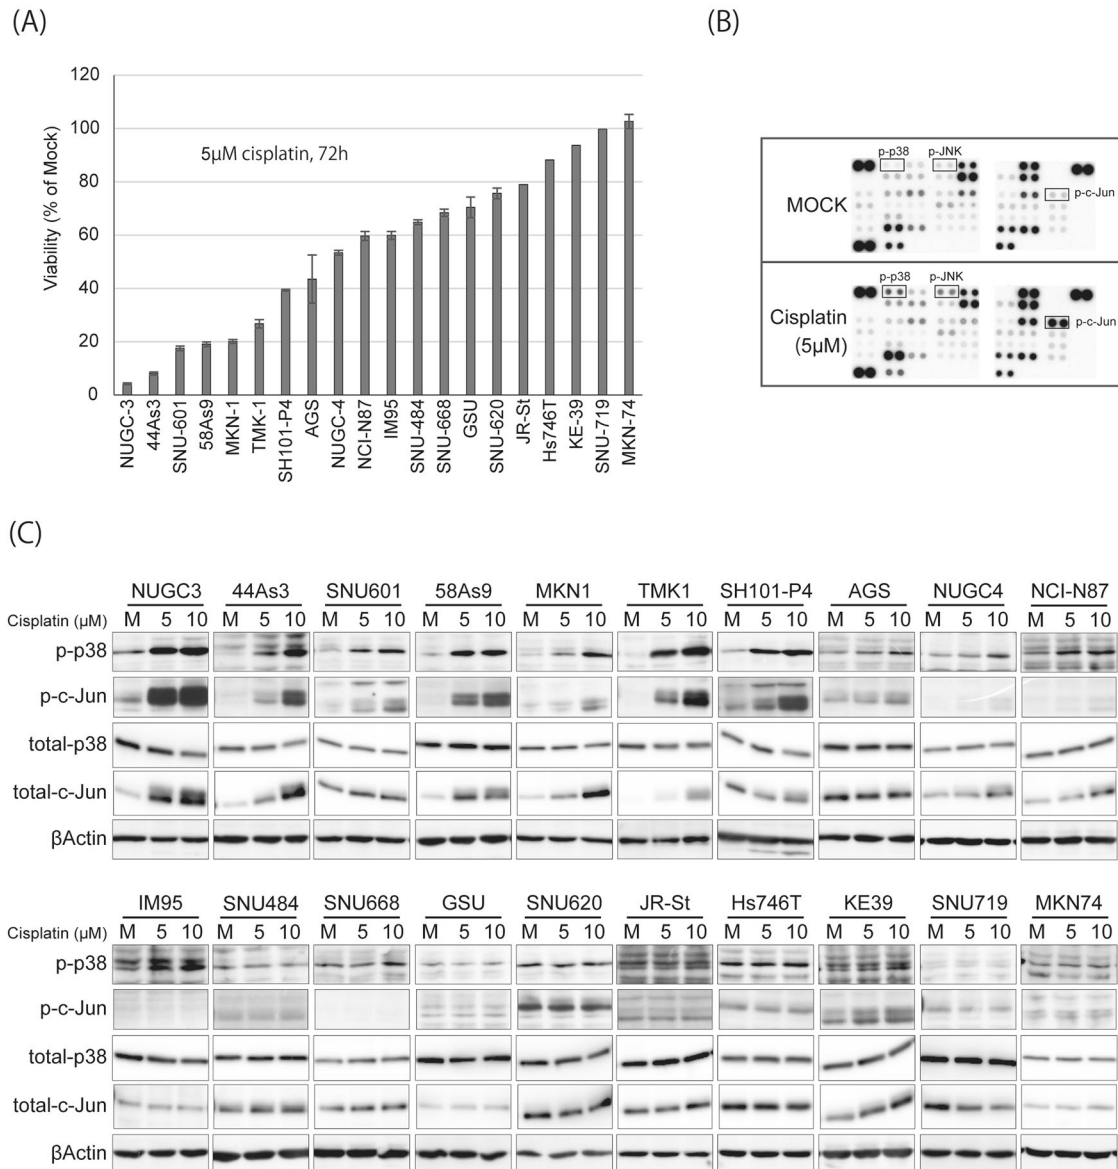 (A)
(B)
120
100
80
60
40
20
0
Viability (% of Mock)
5µM cisplatin, 72h
NUGC-3
44As3
SNU-601
58As9
MKN-1
TMK-1
SH101-P4
AGS
NUGC-4
NCI-N87
IM95
SNU-484
SNU-668
GSU
SNU-620
JR-St
Hs746T
KE-39
SNU-719
MKN-74
p-p38 p-JNK
MOCK
p-c-Jun
p-p38 p-JNK
Cisplatin
(5µM)
p-c-Jun
(C)
NUGC3 44As3 SNU601 58As9 MKN1 TMK1 SH101-P4 AGS NUGC4 NCI-N87
Cisplatin (µM) M 5 10 M 5 10 M 5 10 M 5 10 M 5 10 M 5 10 M 5 10 M 5 10 M 5 10 M 5 10
p-p38
p-c-Jun
total-p38
total-c-Jun
βActin
IM95 SNU484 SNU668 GSU SNU620 JR-St Hs746T KE39 SNU719 MKN74
Cisplatin (µM) M 5 10 M 5 10 M 5 10 M 5 10 M 5 10 M 5 10 M 5 10 M 5 10 M 5 10 M 5 10
p-p38
p-c-Jun
total-p38
total-c-Jun
βActin